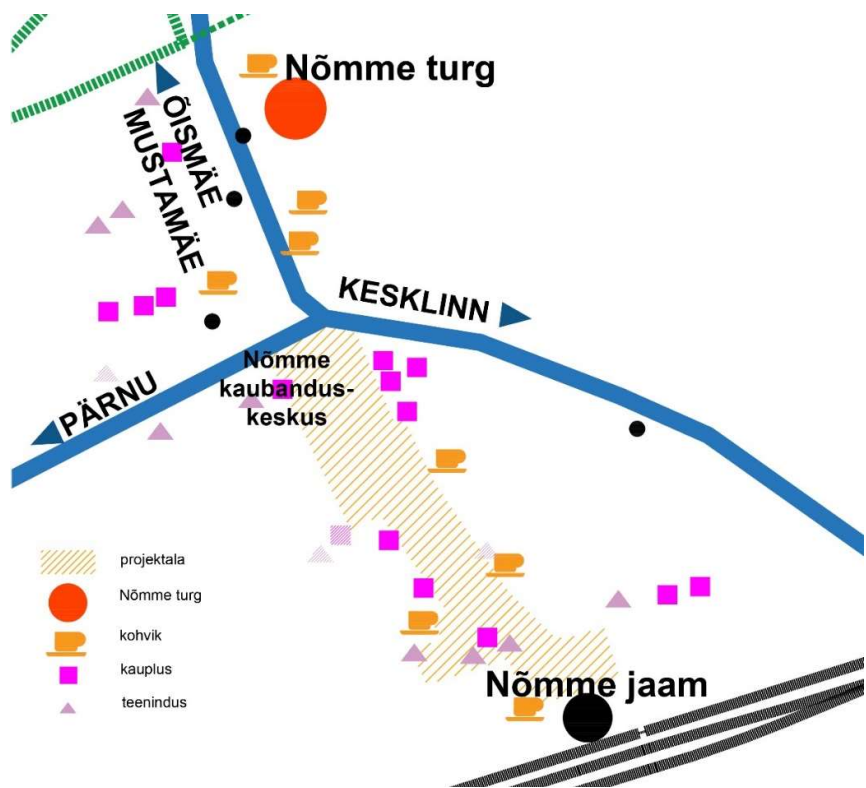 Nõmme turg
ÕISMÄE
MUSTAMÄE
KESKLINN
Nõmme
kaubandus-
keskus
PÄRNU
projektala
Nõmme turg
kohvik
kauplus
teenindus
Nõmme jaam